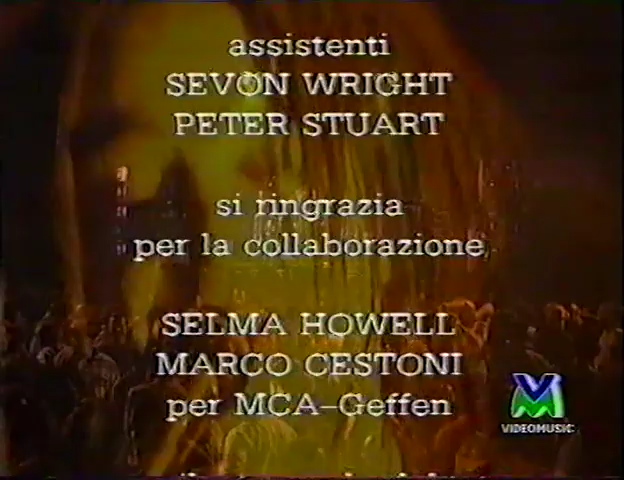 assistenti
SEVON WRIGHT
PETER STUART
si ringrazia
per la collaborazione
SELMA HOWELL
MARCO CESTONI
per MCA-Geffen
VIDEOMUSIC